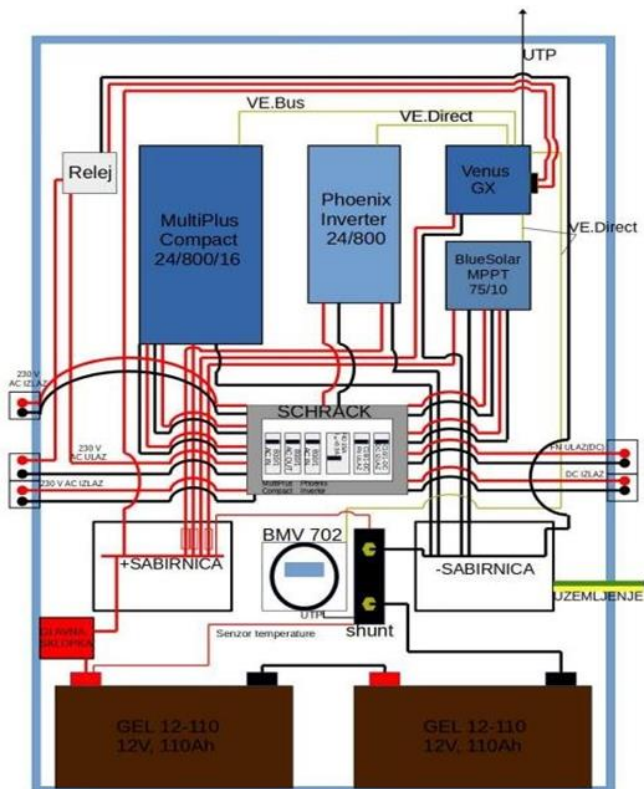 UTP
VE.Bus
VE.Direct
Relej
MultiPlus
Compact
24/800/16
Phoenix
Inverter
24/800
Venus
GX
VE.Direct
BlueSolar
MPPT
75/10
230 V
AC IZLAZ
230 V
AC ULAZ
230 V AC IZLAZ
SCHRACK
MultiPlus
Compact
Phoenix
Inverter
FN ULAZ(DC)
DC IZLAZ
+SABIRNICA
BMV 702
UTP
shunt
-SABIRNICA
UZEMLJENJE
GLAVNA
SKLOPKA
Senzor temperature
GEL 12-110
12V, 110Ah
GEL 12-110
12V, 110Ah